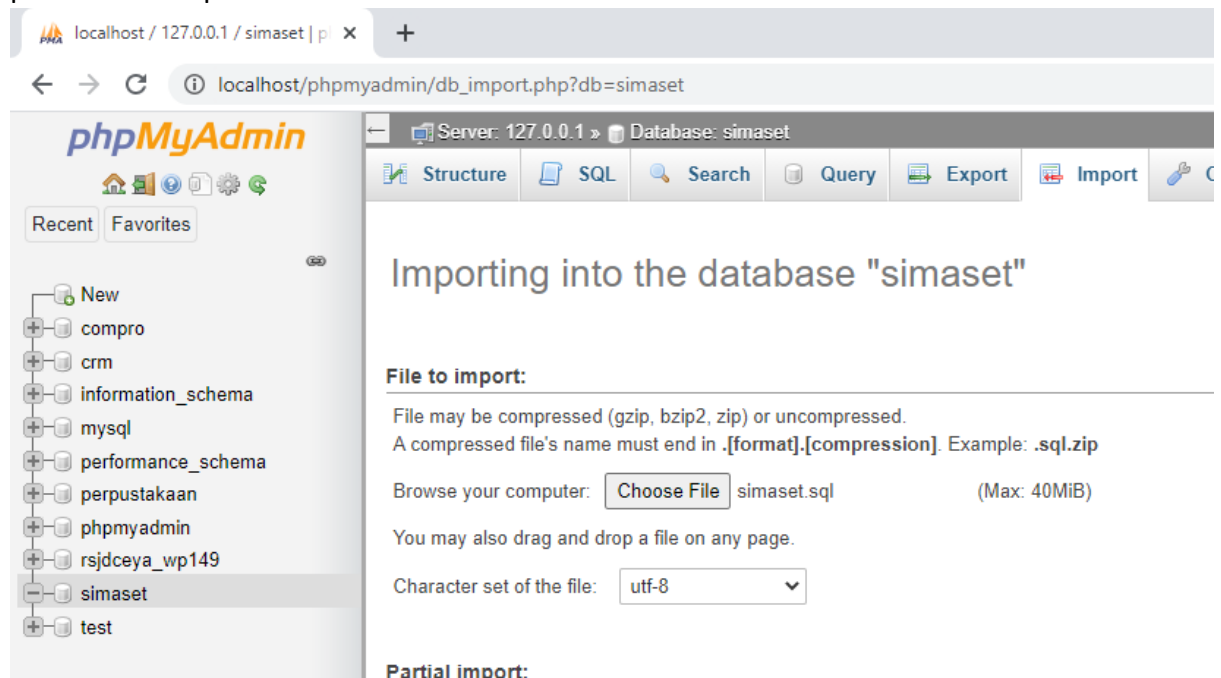 localhost / 127.0.0.1 / simaset | p
localhost/phpmyadmin/db_import.php?db=simaset
phpMyAdmin
Recent Favorites
New
compro
crm
information_schema
mysql
performance_schema
perpustakaan
phpmyadmin
rsjdceya_wp149
simaset
test
Server: 127.0.0.1 » Database: simaset
Structure SQL Search Query Export Import
Importing into the database "simaset"
File to import:
File may be compressed (gzip, bzip2, zip) or uncompressed.
A compressed file's name must end in .[format].[compression]. Example: .sql.zip
Browse your computer: Choose File simaset.sql (Max: 40MiB)
You may also drag and drop a file on any page.
Character set of the file: utf-8
Partial import: